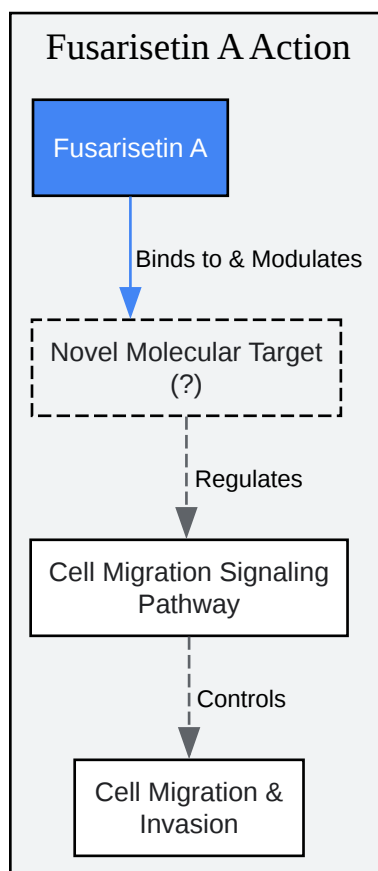 Fusarisetin A Action
Fusarisetin A
Binds to & Modulates
Novel Molecular Target
(?)
Regulates
Cell Migration Signaling
Pathway
Controls
Cell Migration &
Invasion